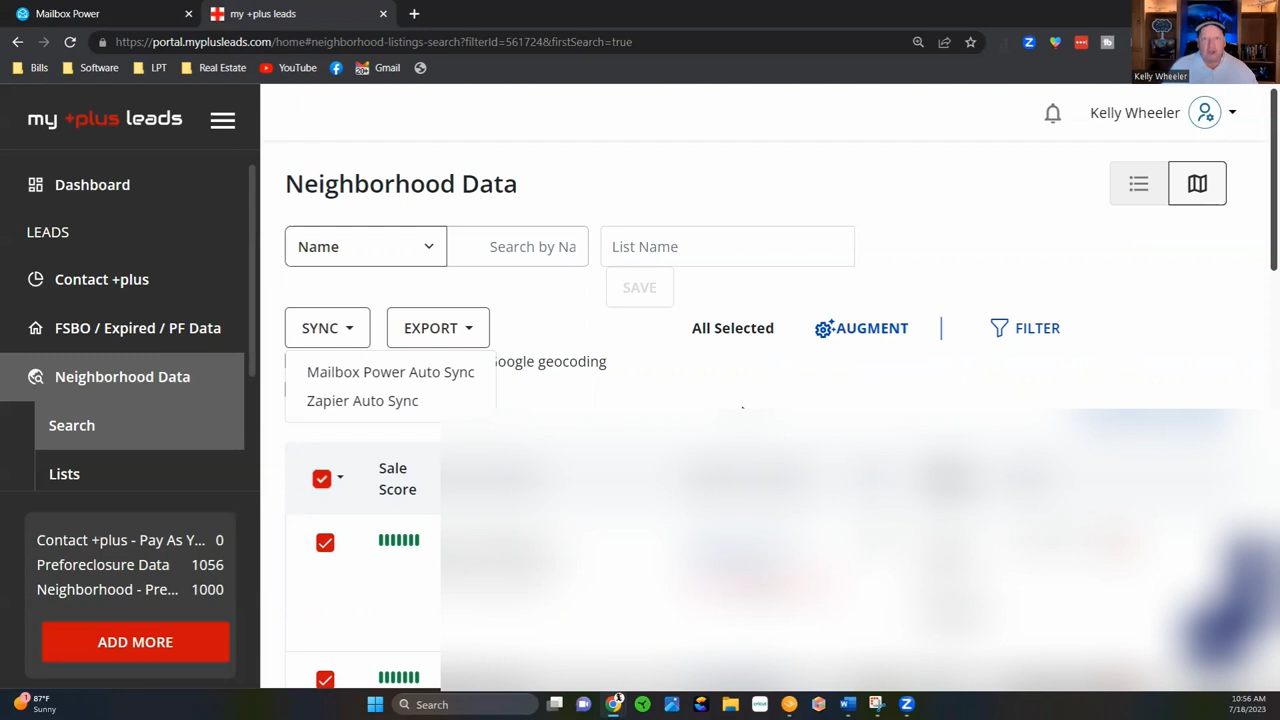 Mailbox Power
my +plus leads
https://portal.myplusleads.com/home#neighborhood-listings-search?filterId=561724&firstSearch=true
Bills
Software
LPT
Real Estate
YouTube
Gmail
Kelly Wheeler
my +plus leads
Kelly Wheeler
Dashboard
LEADS
Contact +plus
FSBO / Expired / PF Data
Neighborhood Data
Search
Lists
Contact +plus - Pay As Y... 0
Preforeclosure Data 1056
Neighborhood - Pre... 1000
ADD MORE
Neighborhood Data
Name
Search by Na
List Name
SAVE
SYNC
EXPORT
All Selected
AUGMENT
FILTER
Google geocoding
Mailbox Power Auto Sync
Zapier Auto Sync
Sale
Score
87°F
Sunny
Search
10:56 AM
7/18/2023